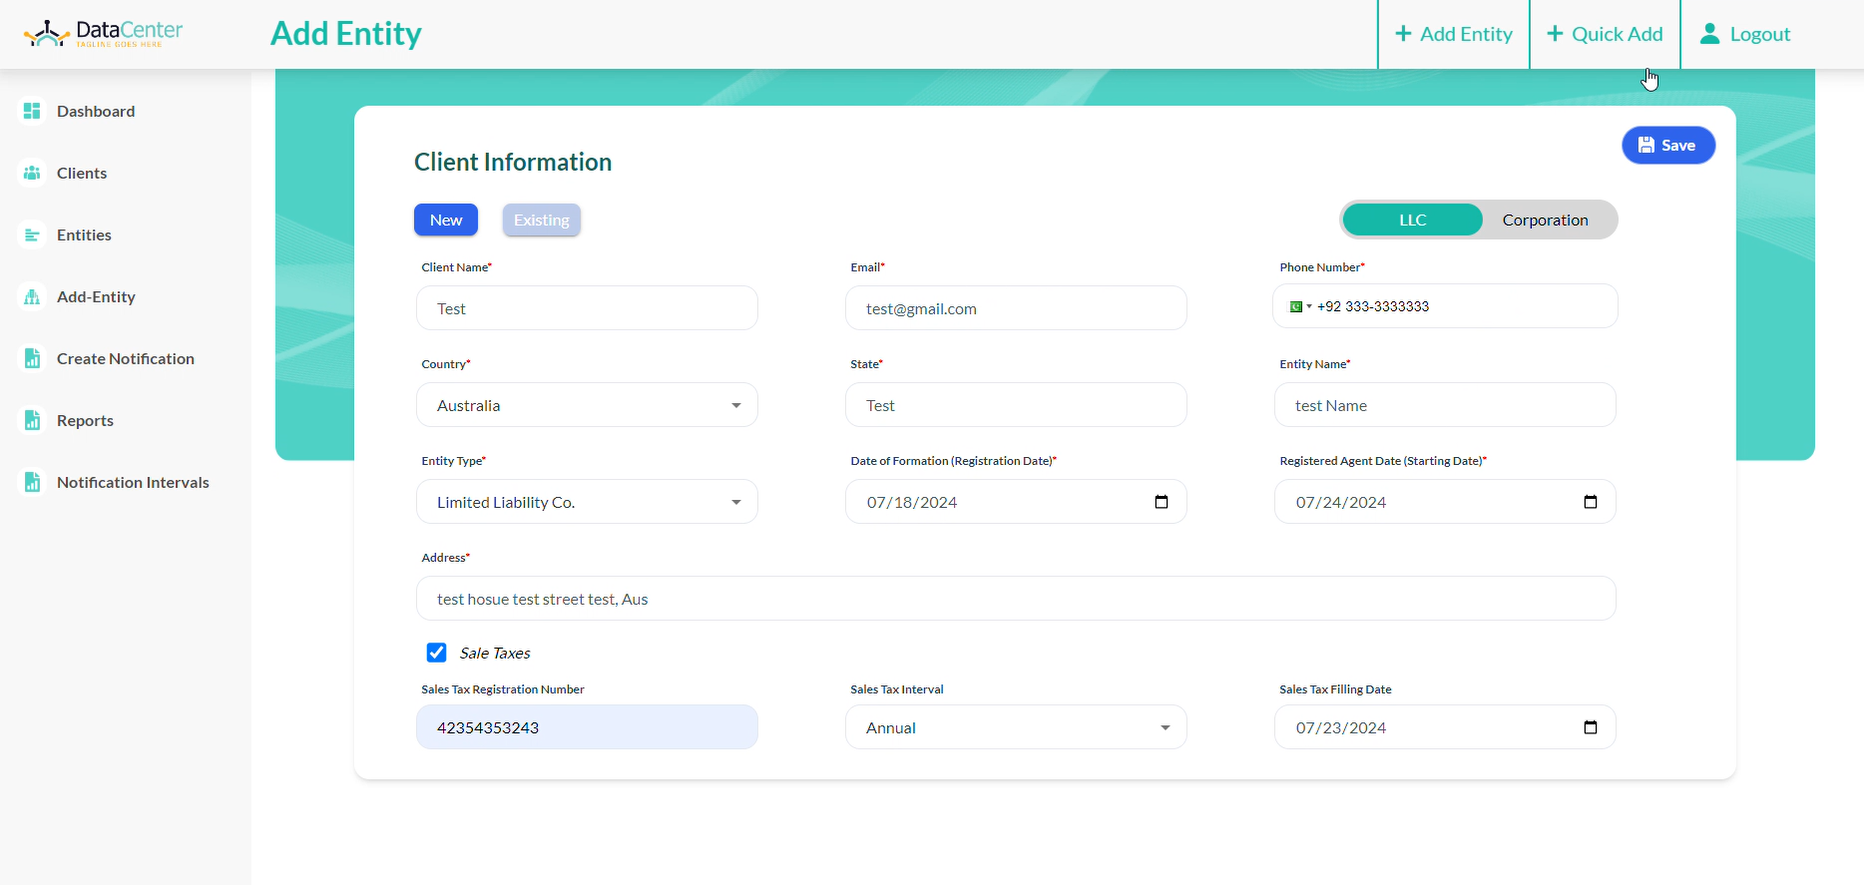 DataCenter
TAGLINE GOES HERE
Add Entity
+ Add Entity
+ Quick Add
Logout
Dashboard
Clients
Entities
Add-Entity
Create Notification
Reports
Notification Intervals
Save
Client Information
New
Existing
LLC
Corporation
Client Name* Email* Phone Number*
Test test@gmail.com +92 333-3333333
Country* State* Entity Name*
Australia Test test Name
Entity Type* Date of Formation (Registration Date)* Registered Agent Date (Starting Date)*
Limited Liability Co. 07/18/2024 07/24/2024
Address*
test hosue test street test, Aus
Sale Taxes
Sales Tax Registration Number Sales Tax Interval Sales Tax Filling Date
42354353243 Annual 07/23/2024